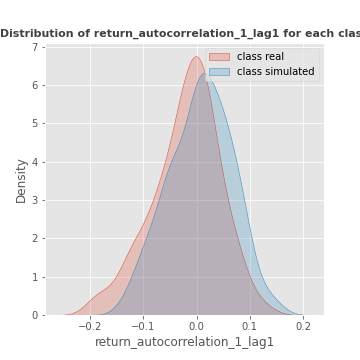 Distribution of return_autocorrelation_1_lag1 for each clas
class real
class simulated
7
6
5
4
3
2
1
0
Density
−0.2 −0.1 0.0 0.1 0.2
return_autocorrelation_1_lag1